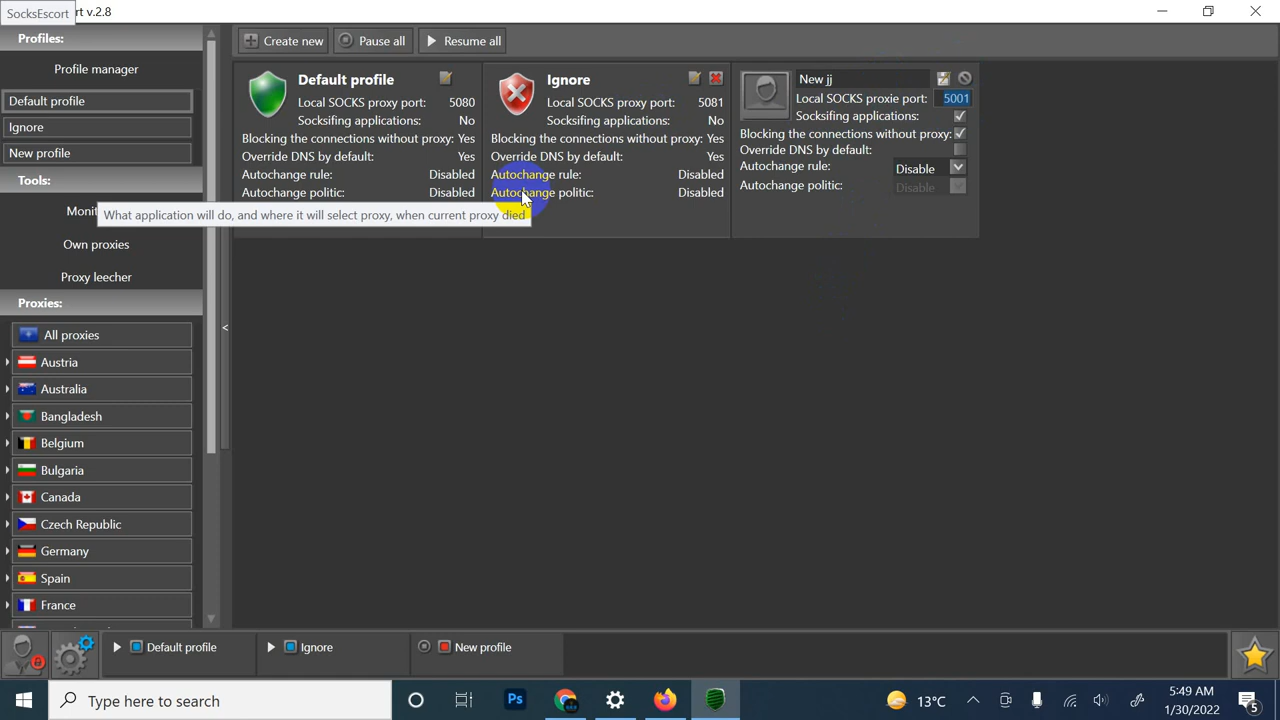 SocksEscort
rt v.2.8
Profiles:
Profile manager
Default profile
Ignore
New profile
Tools:
Monit
Own proxies
Proxy leecher
Proxies:
All proxies
Austria
Australia
Bangladesh
Belgium
Bulgaria
Canada
Czech Republic
Germany
Spain
France
<
Create new
Pause all
Resume all
Default profile
Local SOCKS proxy port: 5080
Socksifing applications: No
Blocking the connections without proxy: Yes
Override DNS by default: Yes
Autochange rule: Disabled
Autochange politic: Disabled
What application will do, and where it will select proxy, when current proxy died
Ignore
Local SOCKS proxy port: 5081
Socksifing applications: No
Blocking the connections without proxy: Yes
Override DNS by default: Yes
Autochange rule: Disabled
Autochange politic: Disabled
New jj
Local SOCKS proxie port: 5001
Socksifing applications:
Blocking the connections without proxy:
Override DNS by default:
Autochange rule: Disable
Autochange politic: Disable
Default profile
Ignore
New profile
Type here to search
Ps
13°C
5:49 AM
1/30/2022
5